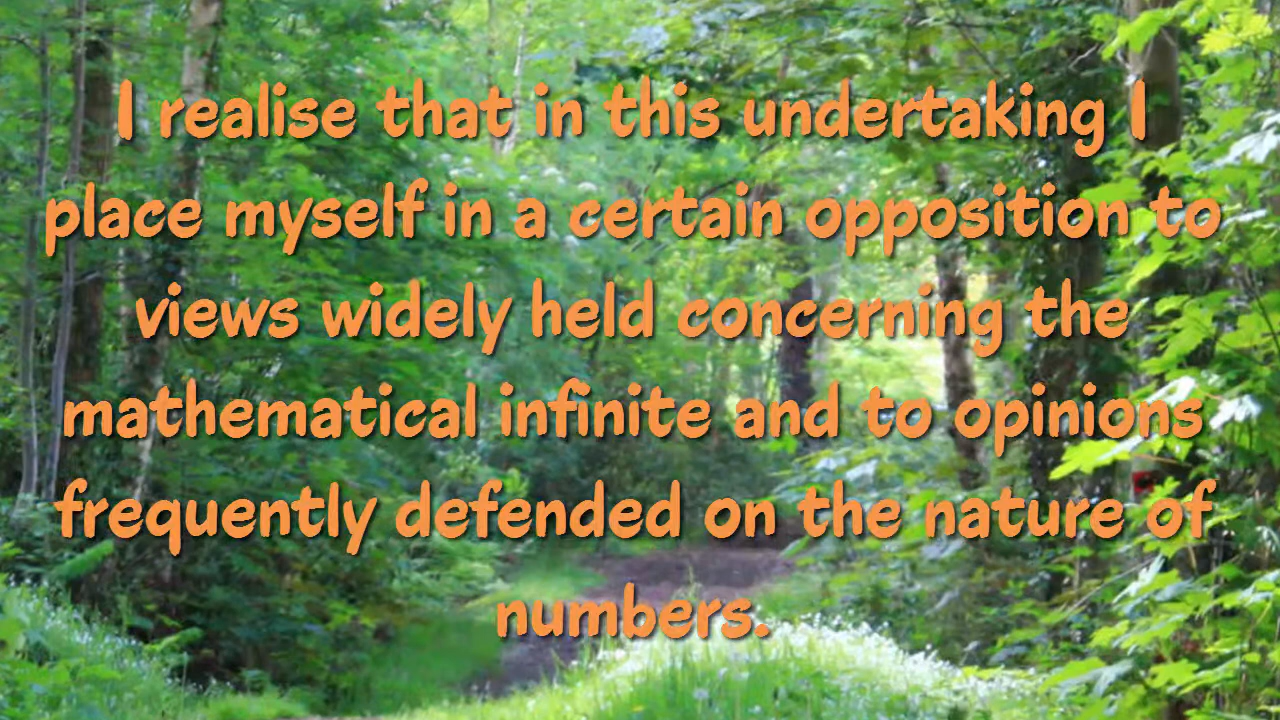 I realise that in this undertaking I
place myself in a certain opposition to
views widely held concerning the
mathematical infinite and to opinions
frequently defended on the nature of
numbers.